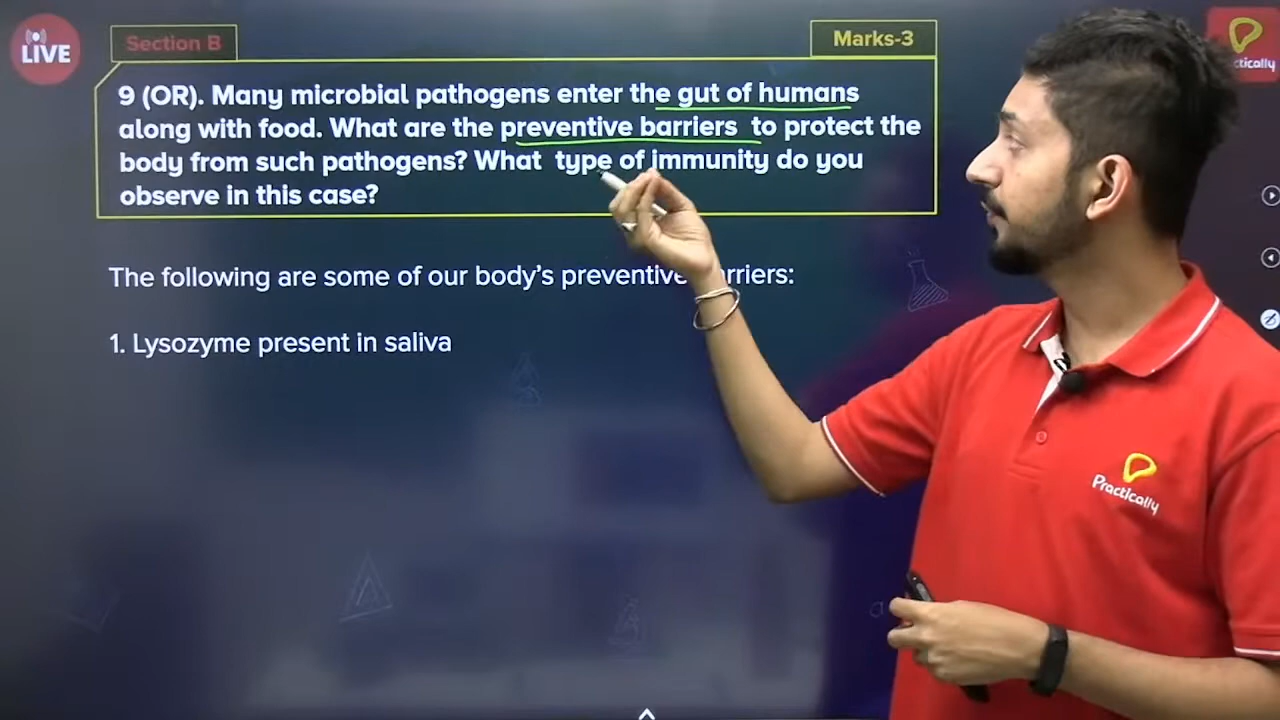 LIVE
Section B
Marks-3
ctically
9 (OR). Many microbial pathogens enter the gut of humans
along with food. What are the preventive barriers to protect the
body from such pathogens? What type of immunity do you
observe in this case?
The following are some of our body's preventive rriers:
1. Lysozyme present in saliva
Practically